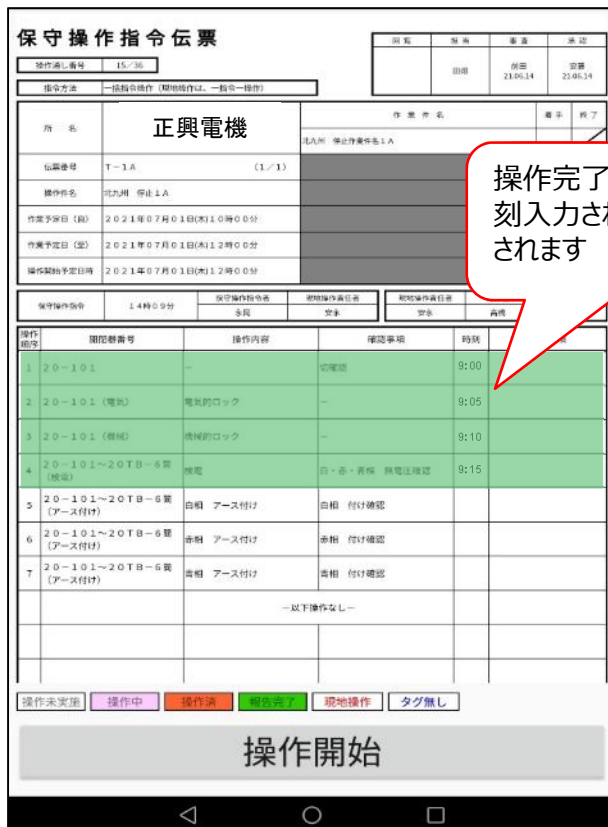 保守操作指令伝票
回覧 担当 審査 承認
田畑 前田 21.06.14 安藤 21.06.14
操作通し番号 15/36
指令方法 一括指令操作（現地操作は、一指令一操作）
所名 正興電機
作業件名 着手 終了
北九州 停止作業件名1A
伝票番号 T-1A (1/1)
操作件名 北九州 停止1A
作業予定日（自） 2021年07月01日(木)10時00分
作業予定日（至） 2021年07月01日(木)12時00分
操作開始予定日時 2021年07月01日(木)12時00分
操作完了
刻入力され
されます
保守操作指令 14時09分 保守操作指令者 現地操作責任者 現地操作責任者
永岡 安永 安永 高橋
操作順序 開閉器番号 操作内容 確認事項 時刻
1 20-101 - 切確認 9:00
2 20-101（電気） 電気的ロック - 9:05
3 20-101（機械） 機械的ロック - 9:10
4 20-101～20TB-6間（検電） 検電 白・赤・青相 無電圧確認 9:15
5 20-101～20TB-6間（アース付け） 白相 アース付け 白相 付け確認
6 20-101～20TB-6間（アース付け） 赤相 アース付け 赤相 付け確認
7 20-101～20TB-6間（アース付け） 青相 アース付け 青相 付け確認
―以下操作なし―
操作未実施 操作中 操作済 報告完了 現地操作 タグ無し
操作開始